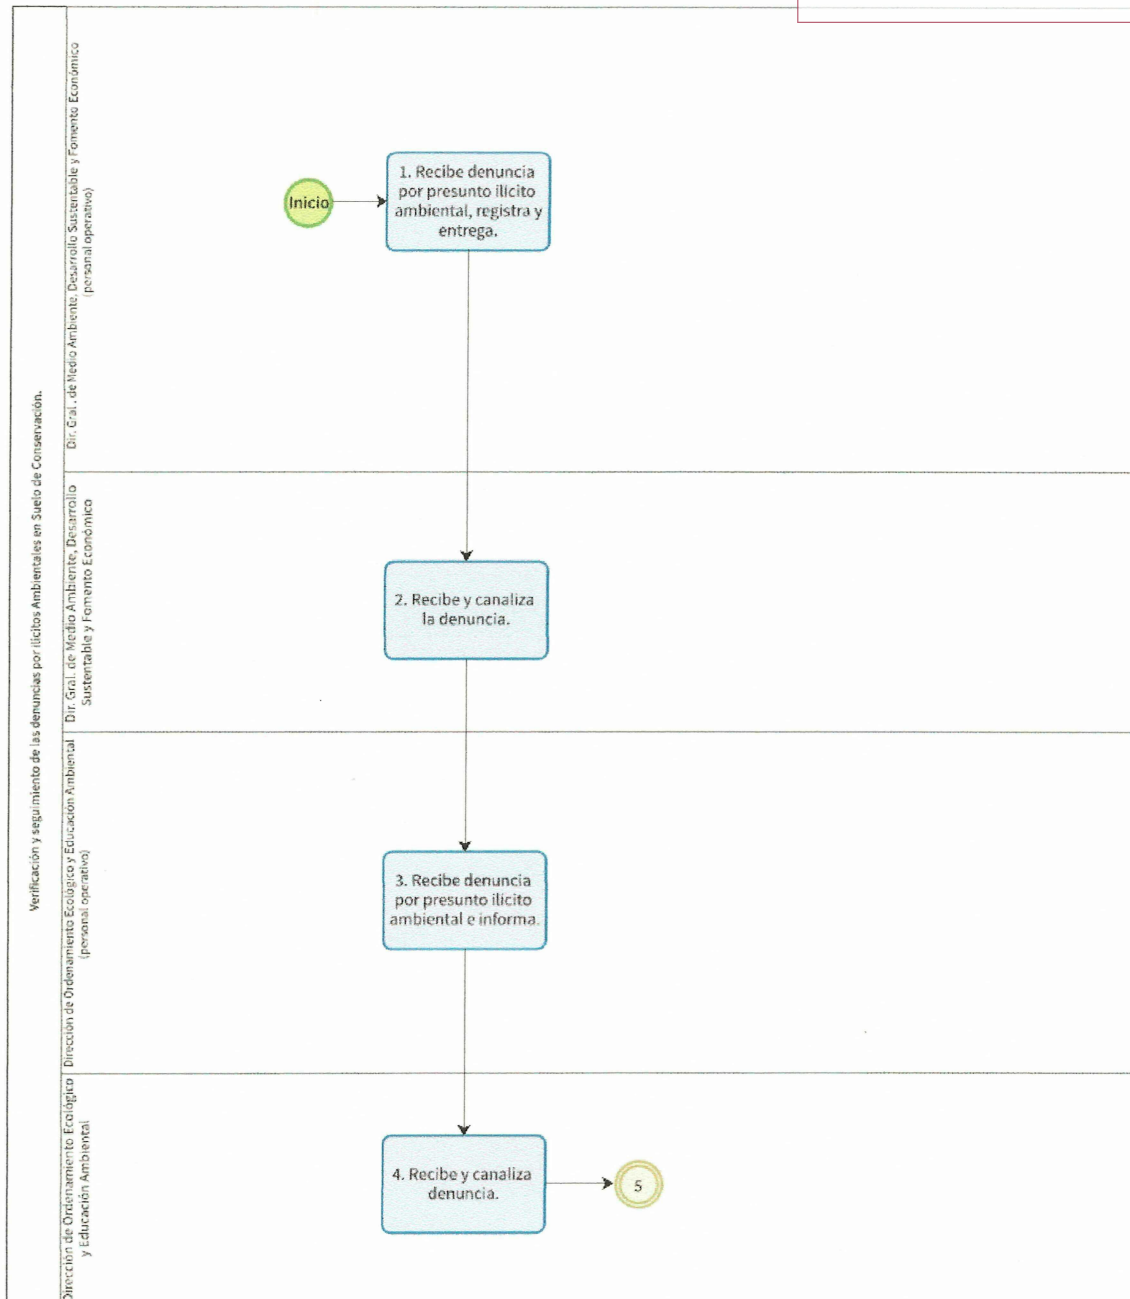 Verificación y seguimiento de las denuncias por ilícitos Ambientales en Suelo de Conservación.
Dir. Gral. de Medio Ambiente, Desarrollo Sustentable y Fomento Económico
(personal operativo)
Inicio
1. Recibe denuncia
por presunto ilícito
ambiental, registra y
entrega.
Dir. Gral. de Medio Ambiente, Desarrollo
Sustentable y Fomento Económico
2. Recibe y canaliza
la denuncia.
Dirección de Ordenamiento Ecológico y Educación Ambiental
(personal operativo)
3. Recibe denuncia
por presunto ilícito
ambiental e informa.
Dirección de Ordenamiento Ecológico
y Educación Ambiental
4. Recibe y canaliza
denuncia.
5